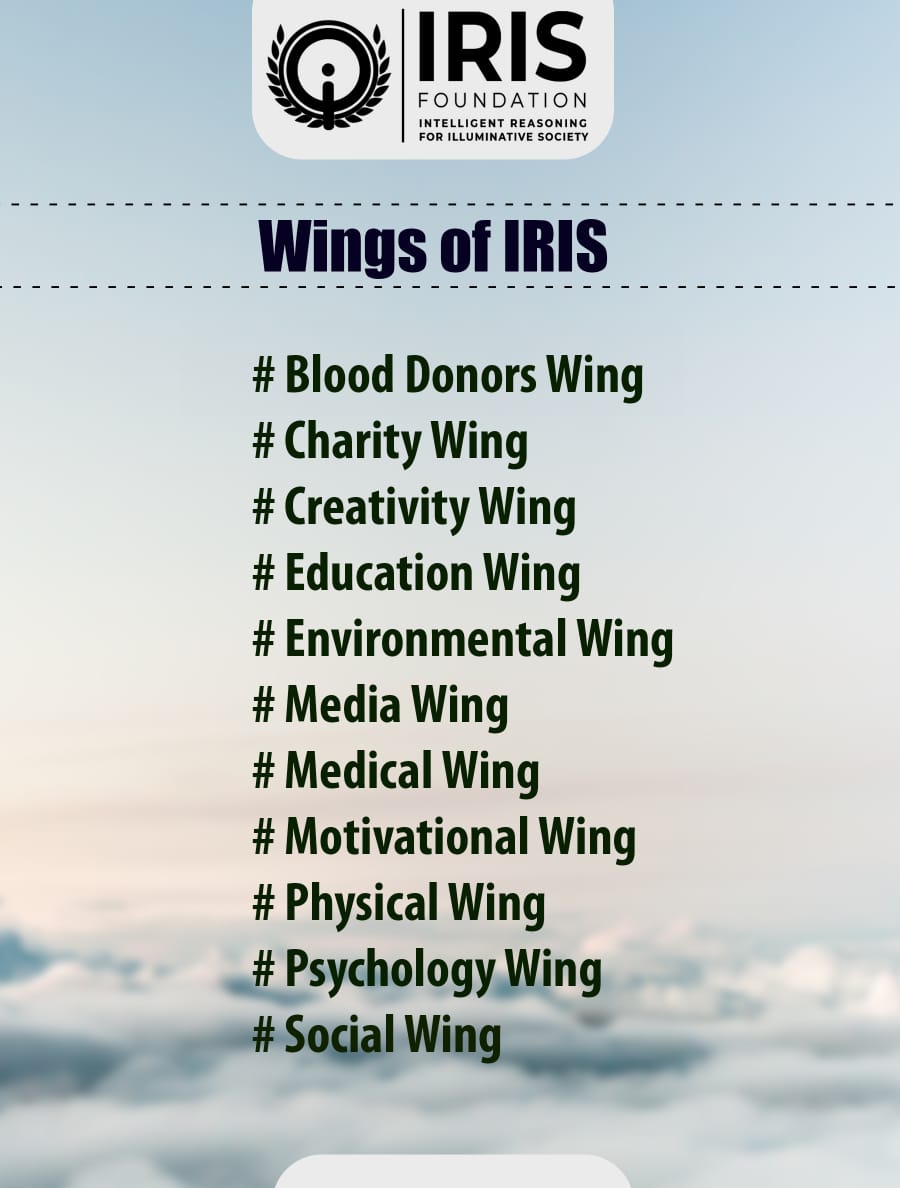 IRIS
FOUNDATION
INTELLIGENT REASONING
FOR ILLUMINATIVE SOCIETY
Wings of IRIS
# Blood Donors Wing
# Charity Wing
# Creativity Wing
# Education Wing
# Environmental Wing
# Media Wing
# Medical Wing
# Motivational Wing
# Physical Wing
# Psychology Wing
# Social Wing